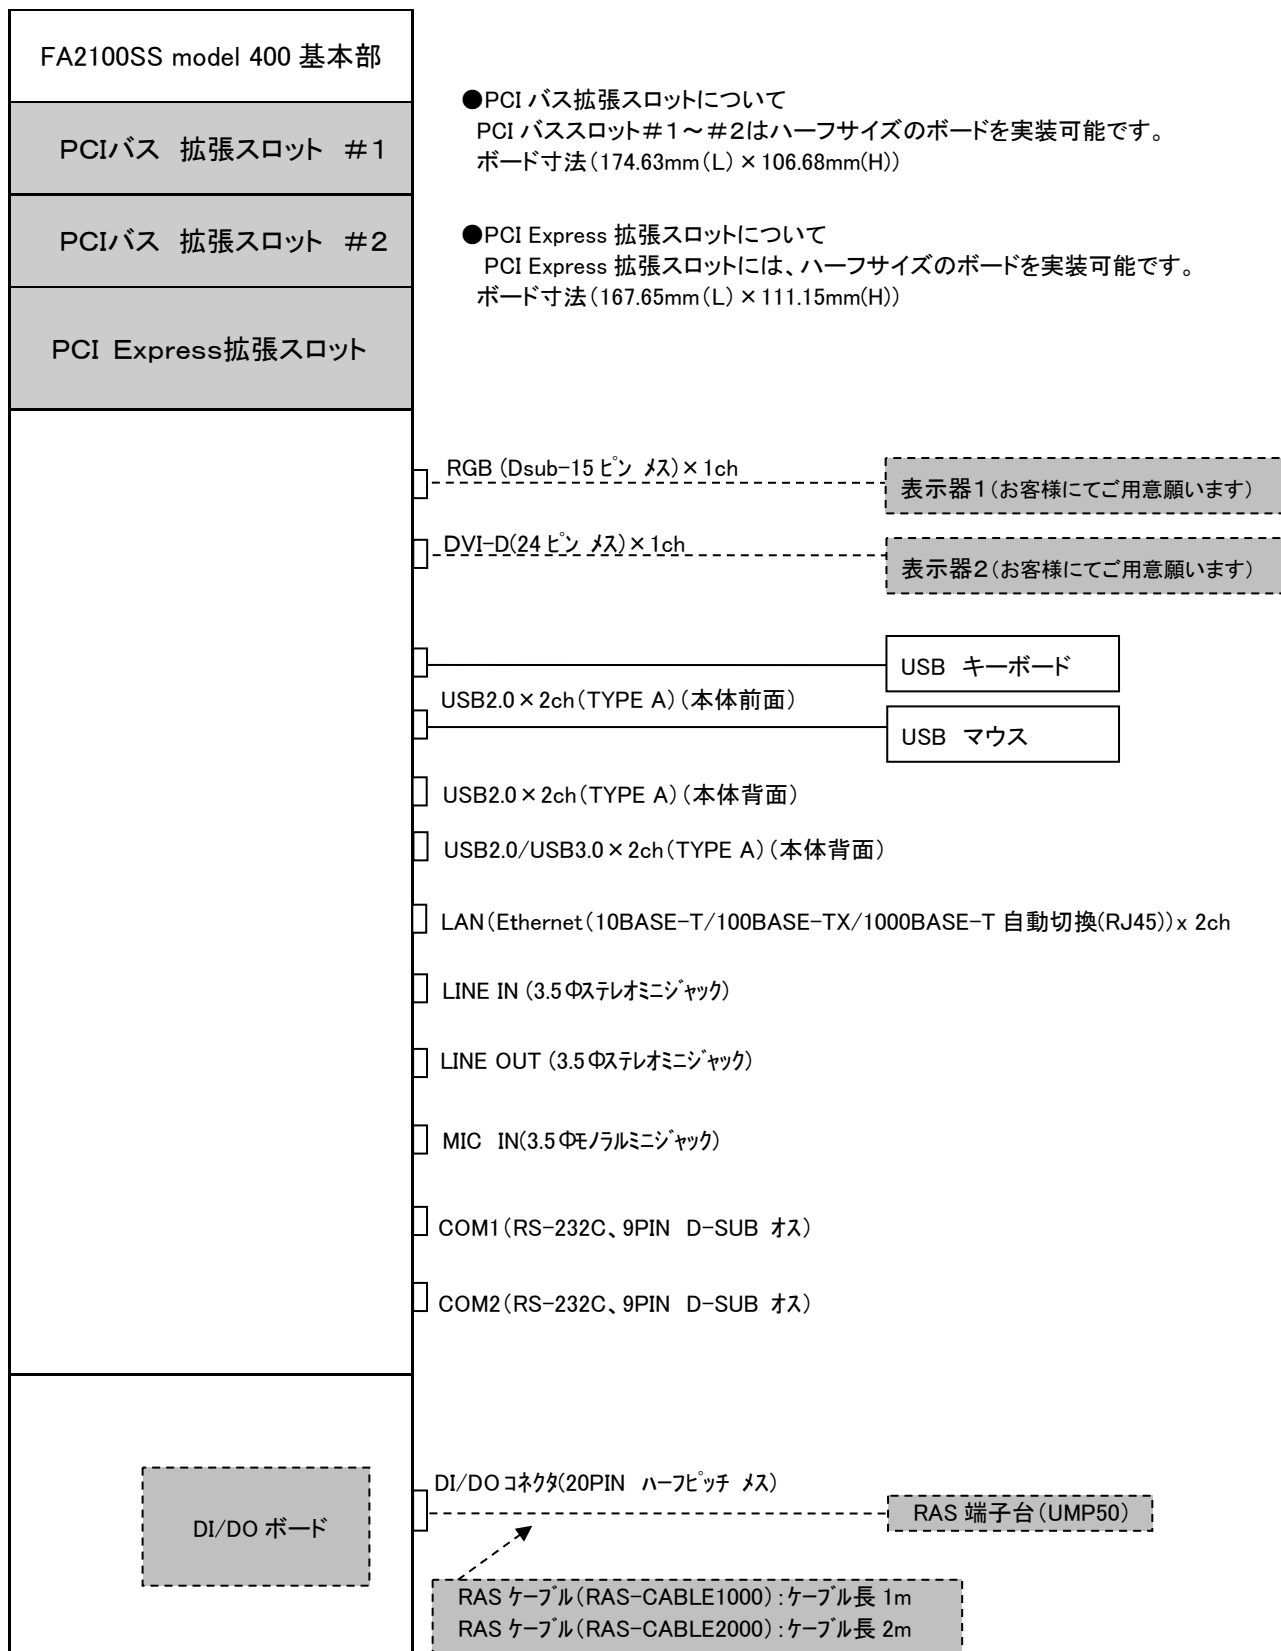 FA2100SS model 400 基本部
PCIバス 拡張スロット #1
PCIバス 拡張スロット #2
PCI Express拡張スロット
●PCI バス拡張スロットについて
PCI バススロット#1～#2はハーフサイズのボードを実装可能です。
ボード寸法（174.63mm（L）×106.68mm(H)）
●PCI Express 拡張スロットについて
PCI Express 拡張スロットには、ハーフサイズのボードを実装可能です。
ボード寸法（167.65mm（L）×111.15mm(H)）
RGB (Dsub-15 ﾋﾟﾝ ﾒｽ)×1ch
表示器1（お客様にてご用意願います）
DVI-D(24 ﾋﾟﾝ ﾒｽ)×1ch
表示器2（お客様にてご用意願います）
USB キーボード
USB2.0×2ch（TYPE A）（本体前面）
USB マウス
USB2.0×2ch（TYPE A）（本体背面）
USB2.0/USB3.0×2ch（TYPE A）（本体背面）
LAN（Ethernet（10BASE-T/100BASE-TX/1000BASE-T 自動切換(RJ45)）x 2ch
LINE IN (3.5Φｽﾃﾚｵﾐﾆｼﾞｬｯｸ)
LINE OUT (3.5Φｽﾃﾚｵﾐﾆｼﾞｬｯｸ)
MIC IN(3.5Φﾓﾉﾗﾙﾐﾆｼﾞｬｯｸ)
COM1（RS-232C、9PIN D-SUB ｵｽ）
COM2（RS-232C、9PIN D-SUB ｵｽ）
DI/DO ボード
DI/DO ｺﾈｸﾀ(20PIN ﾊｰﾌﾋﾟｯﾁ ﾒｽ)
RAS 端子台（UMP50）
RAS ｹｰﾌﾞﾙ（RAS-CABLE1000）：ｹｰﾌﾞﾙ長 1m
RAS ｹｰﾌﾞﾙ（RAS-CABLE2000）：ｹｰﾌﾞﾙ長 2m